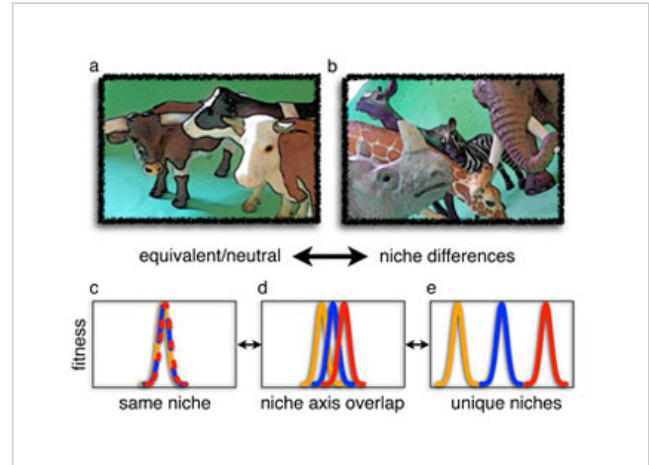 a
b
equivalent/neutral
niche differences
c
d
e
fitness
same niche
niche axis overlap
unique niches